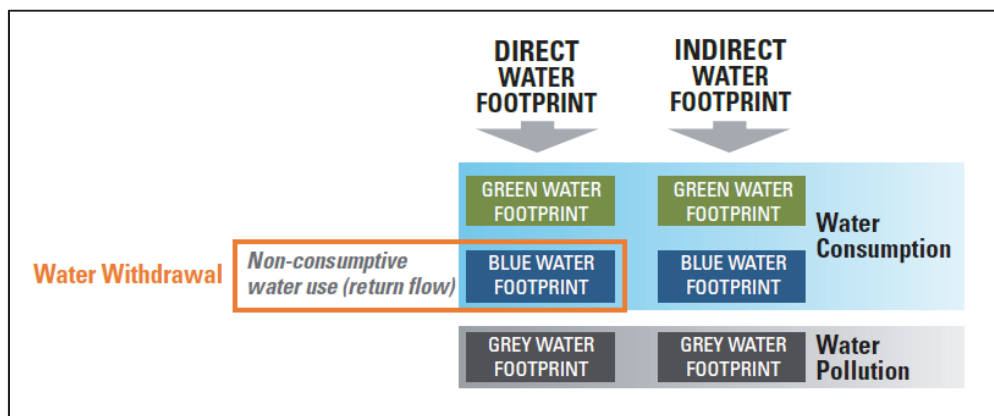 DIRECT
WATER
FOOTPRINT
INDIRECT
WATER
FOOTPRINT
GREEN WATER
FOOTPRINT
GREEN WATER
FOOTPRINT
Water
Consumption
Water Withdrawal
Non-consumptive
water use (return flow)
BLUE WATER
FOOTPRINT
BLUE WATER
FOOTPRINT
GREY WATER
FOOTPRINT
GREY WATER
FOOTPRINT
Water
Pollution